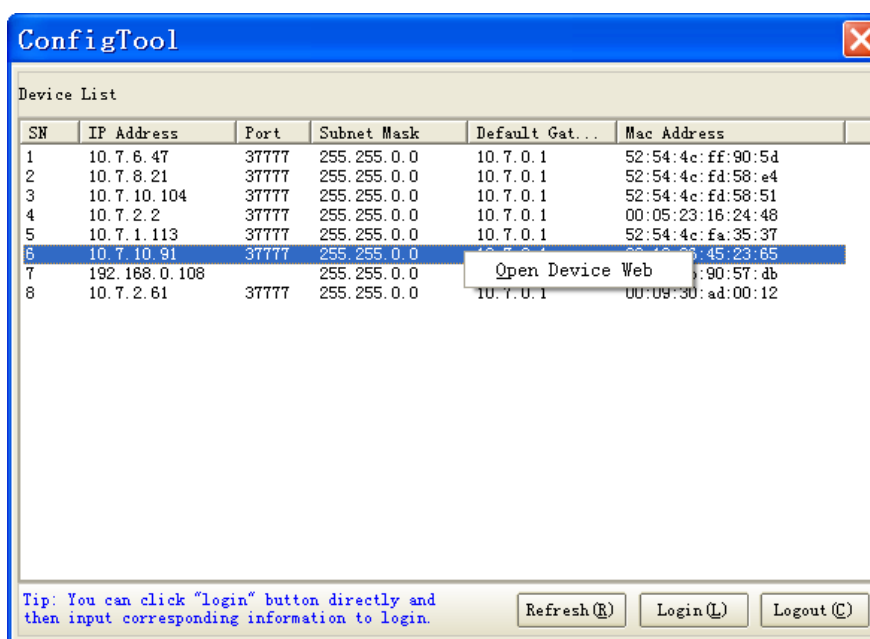 ConfigTool
Device List
SN IP Address Port Subnet Mask Default Gat... Mac Address
1 10.7.6.47 37777 255.255.0.0 10.7.0.1 52:54:4c:ff:90:5d
2 10.7.8.21 37777 255.255.0.0 10.7.0.1 52:54:4c:fd:58:e4
3 10.7.10.104 37777 255.255.0.0 10.7.0.1 52:54:4c:fd:58:51
4 10.7.2.2 37777 255.255.0.0 10.7.0.1 00:05:23:16:24:48
5 10.7.1.113 37777 255.255.0.0 10.7.0.1 52:54:4c:fa:35:37
6 10.7.10.91 37777 255.255.0.0 :45:23:65
Open Device Web
7 192.168.0.108 255.255.0.0 :90:57:db
8 10.7.2.61 37777 255.255.0.0 10.7.0.1 00:09:30:ad:00:12
Tip: You can click "login" button directly and
then input corresponding information to login.
Refresh(R) Login(L) Logout(C)